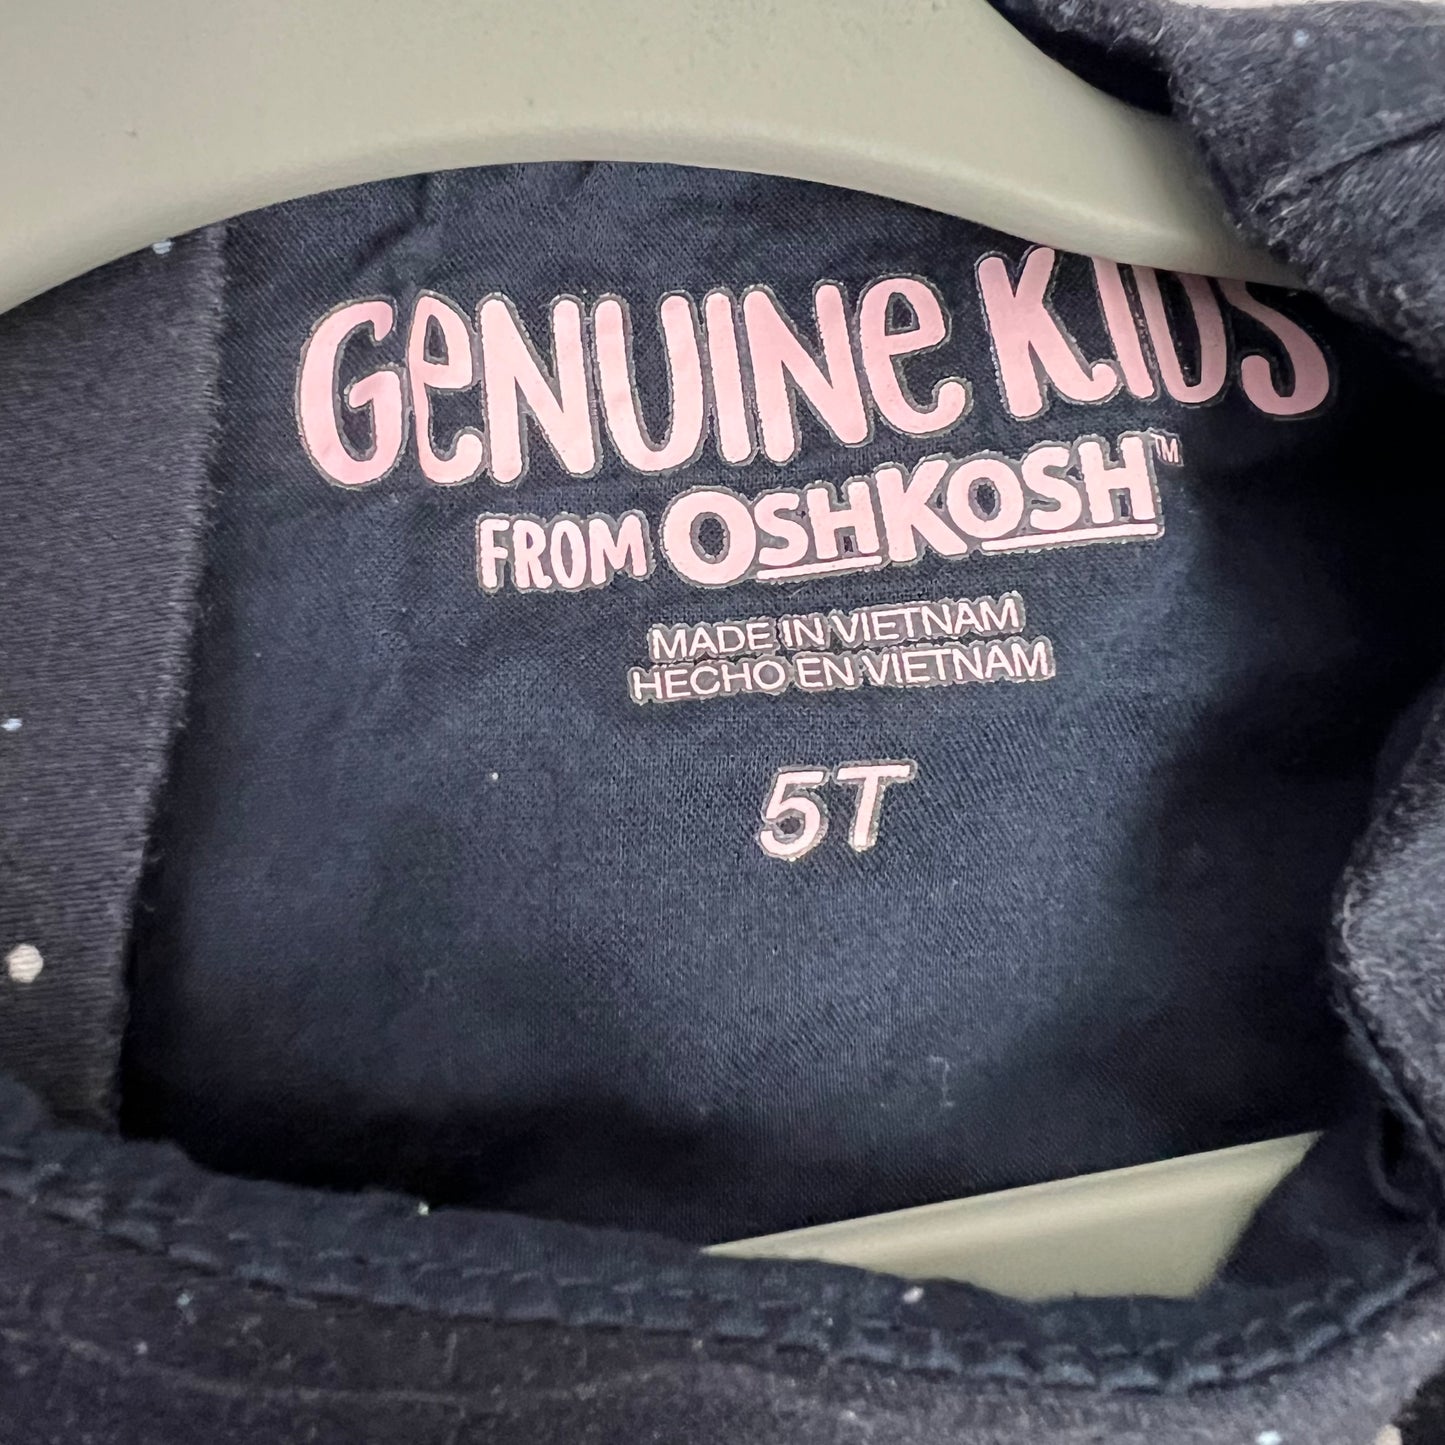 GeNUINe KIDS
FROM OSHKOSH™
MADE IN VIETNAM
HECHO EN VIETNAM
5T